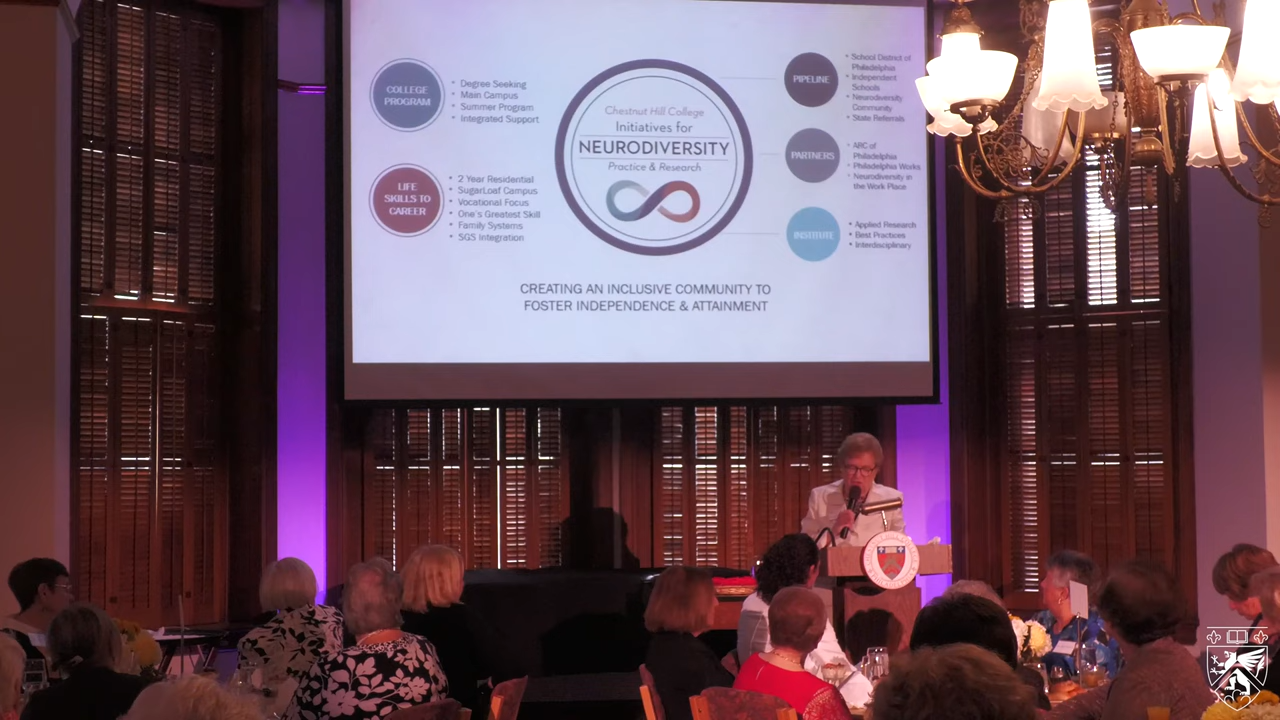 COLLEGE
PROGRAM
• Degree Seeking
• Main Campus
• Summer Program
• Integrated Support
LIFE
SKILLS TO
CAREER
• 2 Year Residential
• SugarLoaf Campus
• Vocational Focus
• One's Greatest Skill
• Family Systems
• SGS Integration
Chestnut Hill College
Initiatives for
NEURODIVERSITY
Practice & Research
PIPELINE
• School District of
Philadelphia
• Independent
Schools
• Neurodiversity
Community
• State Referrals
PARTNERS
• ARC of
Philadelphia
• Philadelphia Works
• Neurodiversity in
the Work Place
INSTITUTE
• Applied Research
• Best Practices
• Interdisciplinary
CREATING AN INCLUSIVE COMMUNITY TO
FOSTER INDEPENDENCE & ATTAINMENT